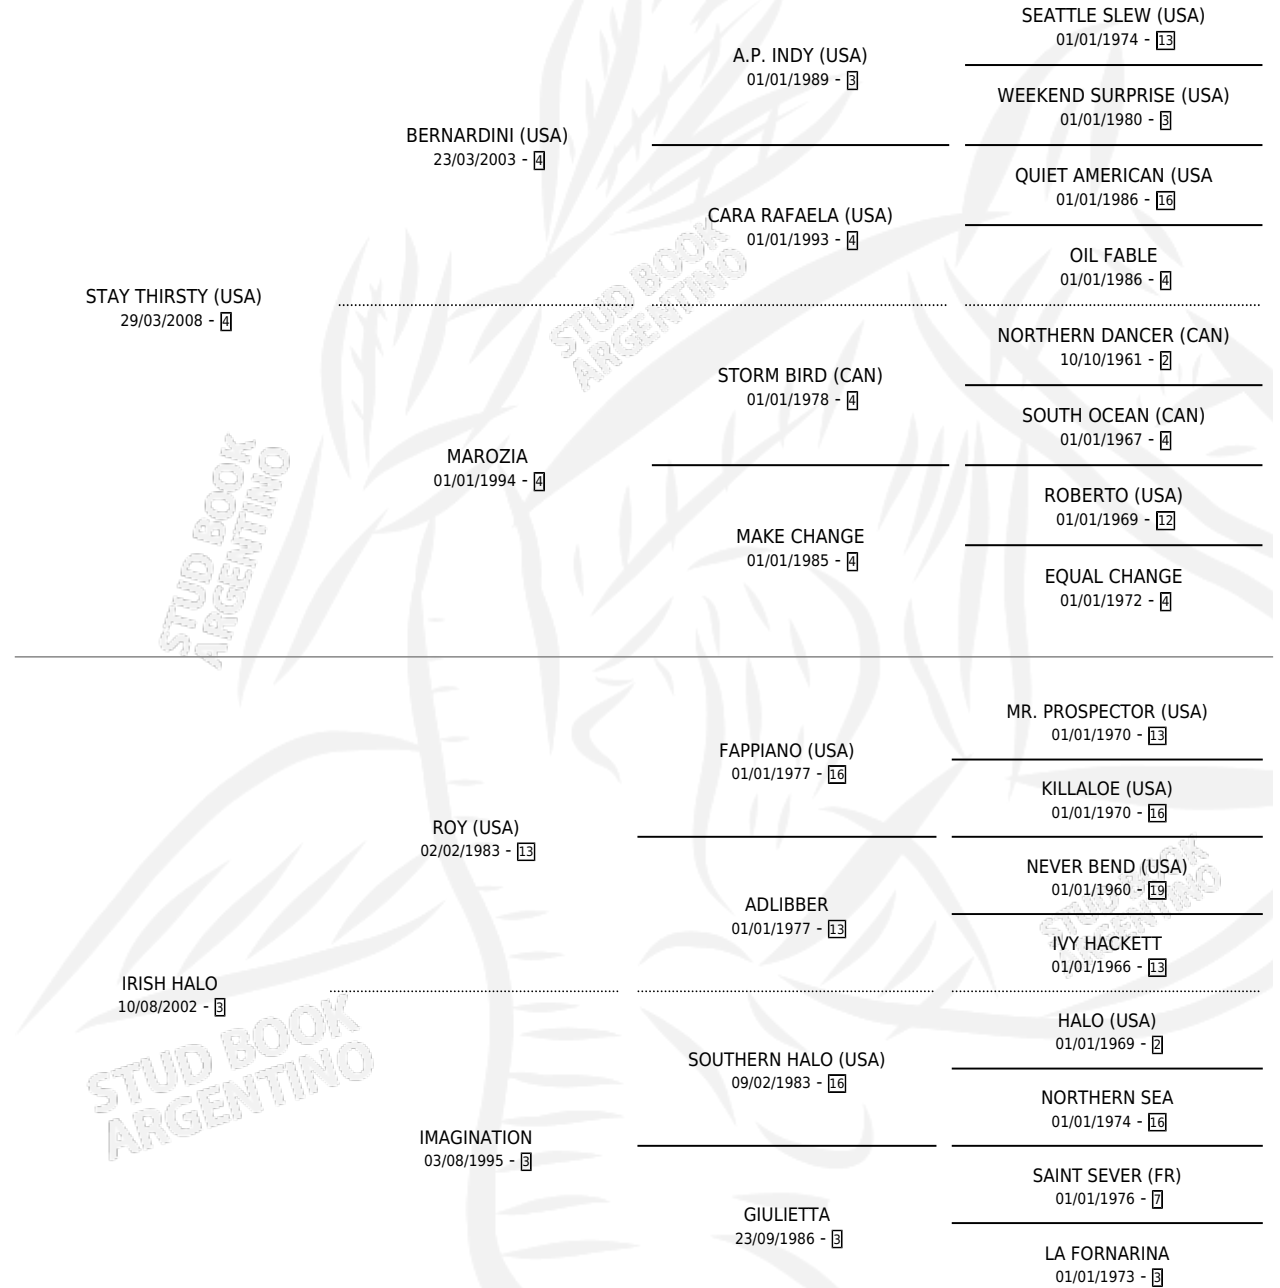 SEATTLE SLEW (USA)
01/01/1974 - 13
A.P. INDY (USA)
01/01/1989 - 3
WEEKEND SURPRISE (USA)
01/01/1980 - 3
BERNARDINI (USA)
23/03/2003 - 4
QUIET AMERICAN (USA
01/01/1986 - 16
CARA RAFAELA (USA)
01/01/1993 - 4
OIL FABLE
01/01/1986 - 4
STAY THIRSTY (USA)
29/03/2008 - 4
NORTHERN DANCER (CAN)
10/10/1961 - 2
STORM BIRD (CAN)
01/01/1978 - 4
SOUTH OCEAN (CAN)
01/01/1967 - 4
MAROZIA
01/01/1994 - 4
ROBERTO (USA)
01/01/1969 - 12
MAKE CHANGE
01/01/1985 - 4
EQUAL CHANGE
01/01/1972 - 4
MR. PROSPECTOR (USA)
01/01/1970 - 13
FAPPIANO (USA)
01/01/1977 - 16
KILLALOE (USA)
01/01/1970 - 16
ROY (USA)
02/02/1983 - 13
NEVER BEND (USA)
01/01/1960 - 19
ADLIBBER
01/01/1977 - 13
IVY HACKETT
01/01/1966 - 13
IRISH HALO
10/08/2002 - 3
HALO (USA)
01/01/1969 - 2
SOUTHERN HALO (USA)
09/02/1983 - 16
NORTHERN SEA
01/01/1974 - 16
IMAGINATION
03/08/1995 - 3
SAINT SEVER (FR)
01/01/1976 - 7
GIULIETTA
23/09/1986 - 3
LA FORNARINA
01/01/1973 - 3
STUD BOOK
ARGENTINO
STUD BOOK
ARGENTINO
STUD BOOK
ARGENTINO
STUD BOOK
ARGENTINO